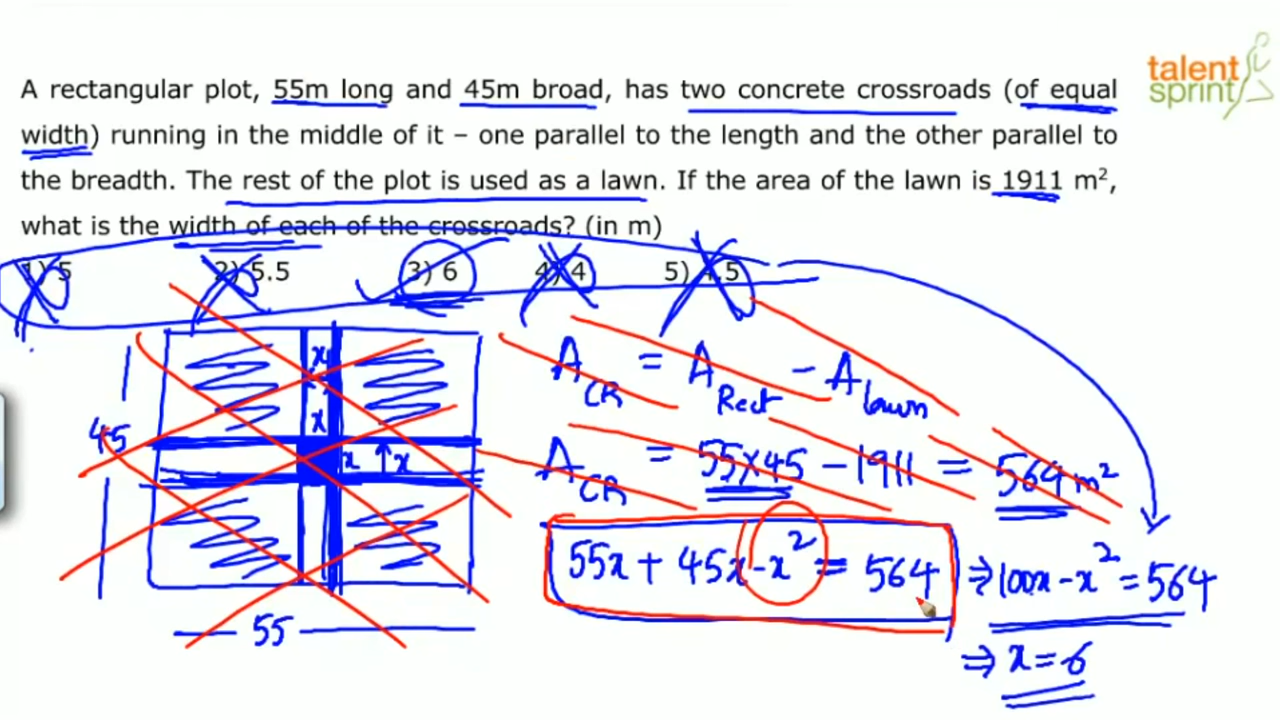 talent
sprint
A rectangular plot, 55m long and 45m broad, has two concrete crossroads (of equal
width) running in the middle of it – one parallel to the length and the other parallel to
the breadth. The rest of the plot is used as a lawn. If the area of the lawn is 1911 m²,
what is the width of each of the crossroads? (in m)
1) 5 2) 5.5 3) 6 4) 4 5) 4.5
x
x
45
x x
55
A_CR = A_Rect - A_lawn
A_CR = 55x45 - 1911 = 564 m²
55x + 45x - x² = 564 ⇒ 100x - x² = 564
⇒ x = 6